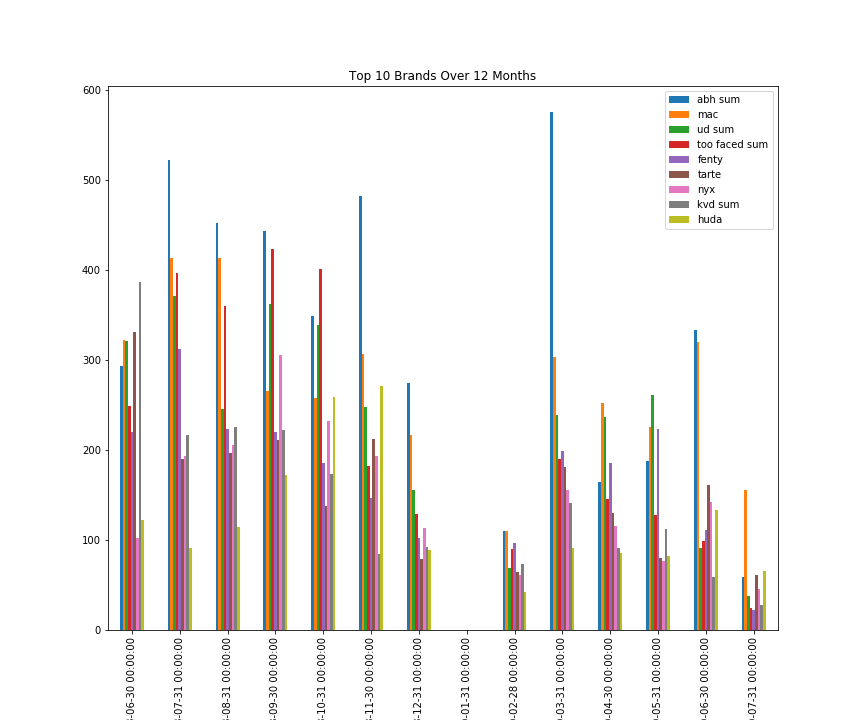 Top 10 Brands Over 12 Months
600
500
400
300
200
100
0
abh sum
mac
ud sum
too faced sum
fenty
tarte
nyx
kvd sum
huda
-06-30 00:00:00
-07-31 00:00:00
-08-31 00:00:00
-09-30 00:00:00
-10-31 00:00:00
-11-30 00:00:00
-12-31 00:00:00
-01-31 00:00:00
-02-28 00:00:00
-03-31 00:00:00
-04-30 00:00:00
-05-31 00:00:00
-06-30 00:00:00
-07-31 00:00:00